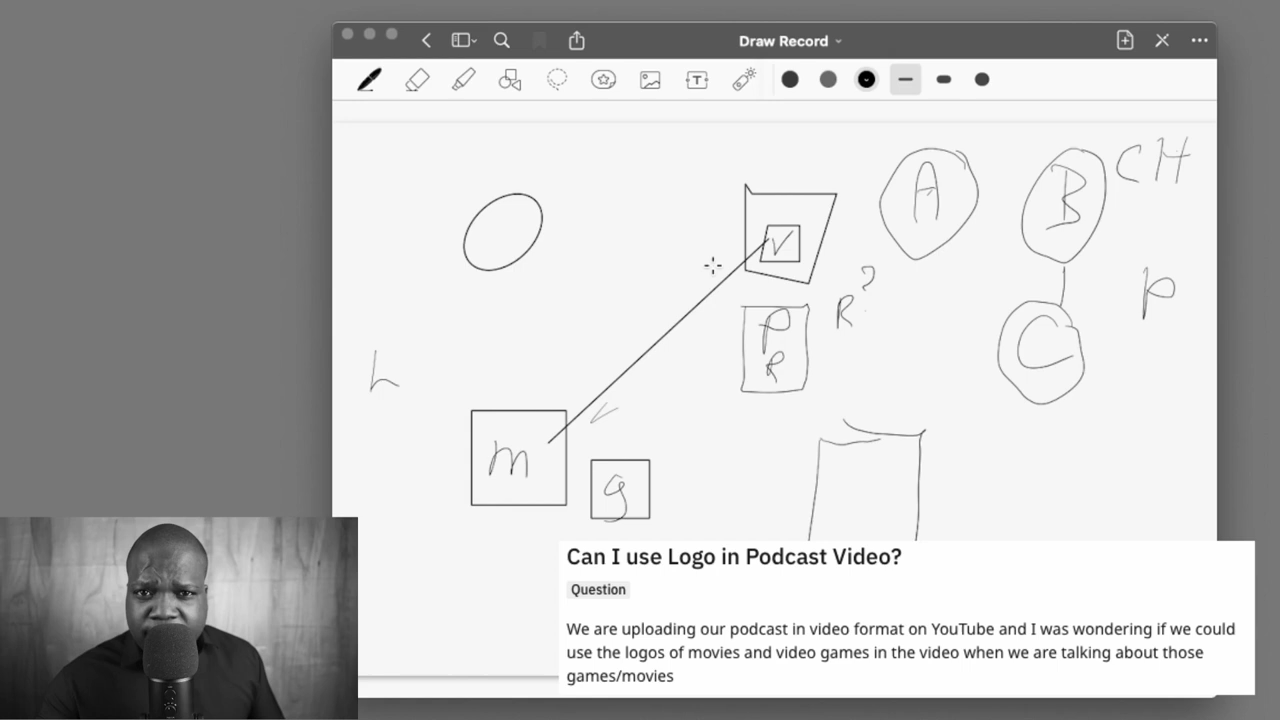 Draw Record
T
A
B
CH
V
R?
P
P
R
C
L
m
g
Can I use Logo in Podcast Video?
Question
We are uploading our podcast in video format on YouTube and I was wondering if we could
use the logos of movies and video games in the video when we are talking about those
games/movies